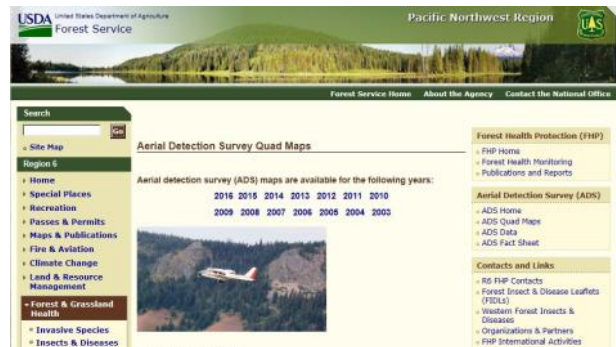 USDA United States Department of Agriculture
Forest Service
Pacific Northwest Region
Forest Service Home About the Agency Contact the National Office
Search
Go
Site Map
Region 6
Home
Special Places
Recreation
Passes & Permits
Maps & Publications
Fire & Aviation
Climate Change
Land & Resource
Management
Forest & Grassland
Health
Invasive Species
Insects & Diseases
Aerial Detection Survey Quad Maps
Aerial detection survey (ADS) maps are available for the following years:
2016 2015 2014 2013 2012 2011 2010
2009 2008 2007 2006 2005 2004 2003
Forest Health Protection (FHP)
FHP Home
Forest Health Monitoring
Publications and Reports
Aerial Detection Survey (ADS)
ADS Home
ADS Quad Maps
ADS Data
ADS Fact Sheet
Contacts and Links
R6 FHP Contacts
Forest Insect & Disease Leaflets
(FIDLs)
Western Forest Insects &
Diseases
Organizations & Partners
FHP International Activities